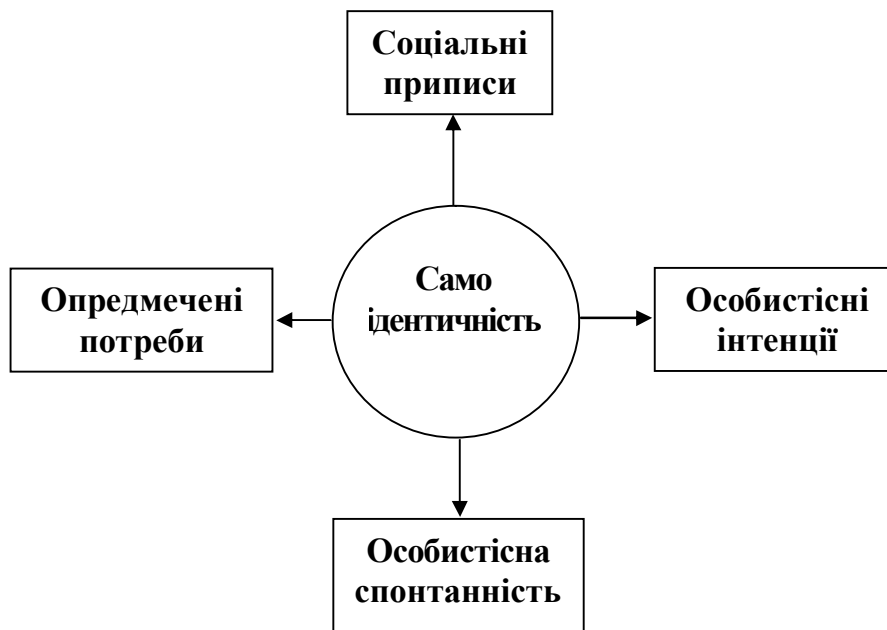 Соціальні
приписи
Само
ідентичність
Опредмечені
потреби
Особистісні
інтенції
Особистісна
спонтанність